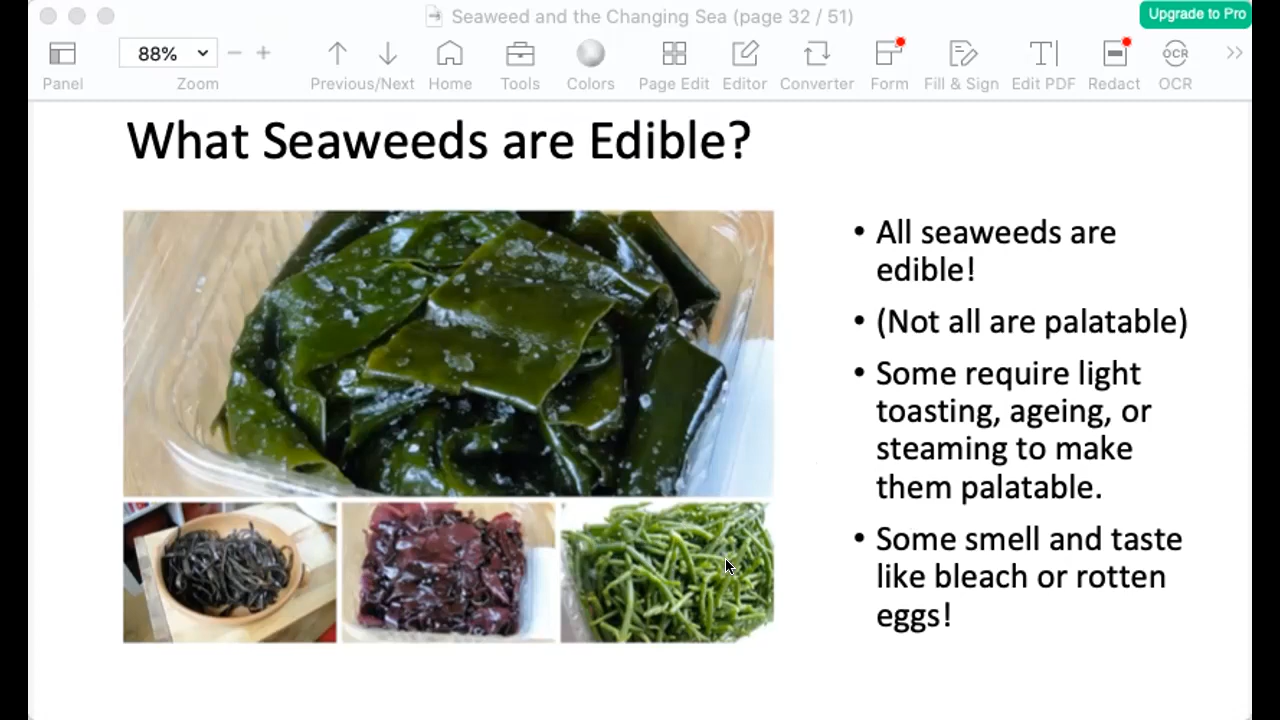 Seaweed and the Changing Sea (page 32 / 51)
Upgrade to Pro
88%
Panel
Zoom
Previous/Next
Home
Tools
Colors
Page Edit
Editor
Converter
Form
Fill & Sign
Edit PDF
Redact
OCR
OCR
What Seaweeds are Edible?
• All seaweeds are
edible!
• (Not all are palatable)
• Some require light
toasting, ageing, or
steaming to make
them palatable.
• Some smell and taste
like bleach or rotten
eggs!